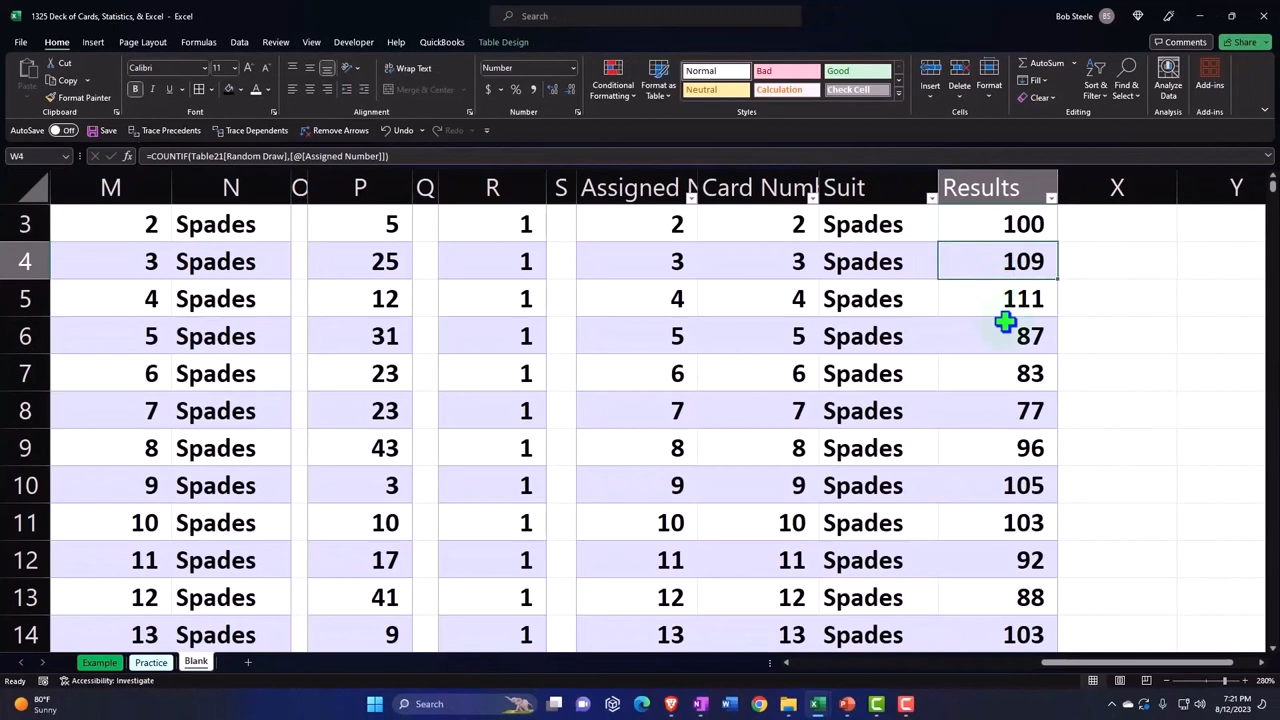 1325 Deck of Cards, Statistics, & Excel - Excel
Search
Bob Steele
BS
File Home Insert Page Layout Formulas Data Review View Developer Help QuickBooks Table Design
Comments
Share
Paste
Cut
Copy
Format Painter
Clipboard
Calibri
11
B I U
Font
Wrap Text
Merge & Center
Alignment
Number
$ % ,
Number
Conditional Formatting
Format as Table
Normal Bad Good
Neutral Calculation Check Cell
Styles
Insert Delete Format
Cells
AutoSum
Fill
Clear
Sort & Filter
Find & Select
Editing
Analyze Data
Analysis
Add-ins
Add-ins
AutoSave Off Save Trace Precedents Trace Dependents Remove Arrows Undo Redo
W4 fx =COUNTIF(Table21[Random Draw],[@[Assigned Number]])
M N O P Q R S Assigned N Card Num Suit Results X Y
3 2 Spades 5 1 2 2 Spades 100
4 3 Spades 25 1 3 3 Spades 109
5 4 Spades 12 1 4 4 Spades 111
6 5 Spades 31 1 5 5 Spades 87
7 6 Spades 23 1 6 6 Spades 83
8 7 Spades 23 1 7 7 Spades 77
9 8 Spades 43 1 8 8 Spades 96
10 9 Spades 3 1 9 9 Spades 105
11 10 Spades 10 1 10 10 Spades 103
12 11 Spades 17 1 11 11 Spades 92
13 12 Spades 41 1 12 12 Spades 88
14 13 Spades 9 1 13 13 Spades 103
Example Practice Blank
Ready Accessibility: Investigate
280%
80°F
Sunny
Search
7:21 PM
8/12/2023